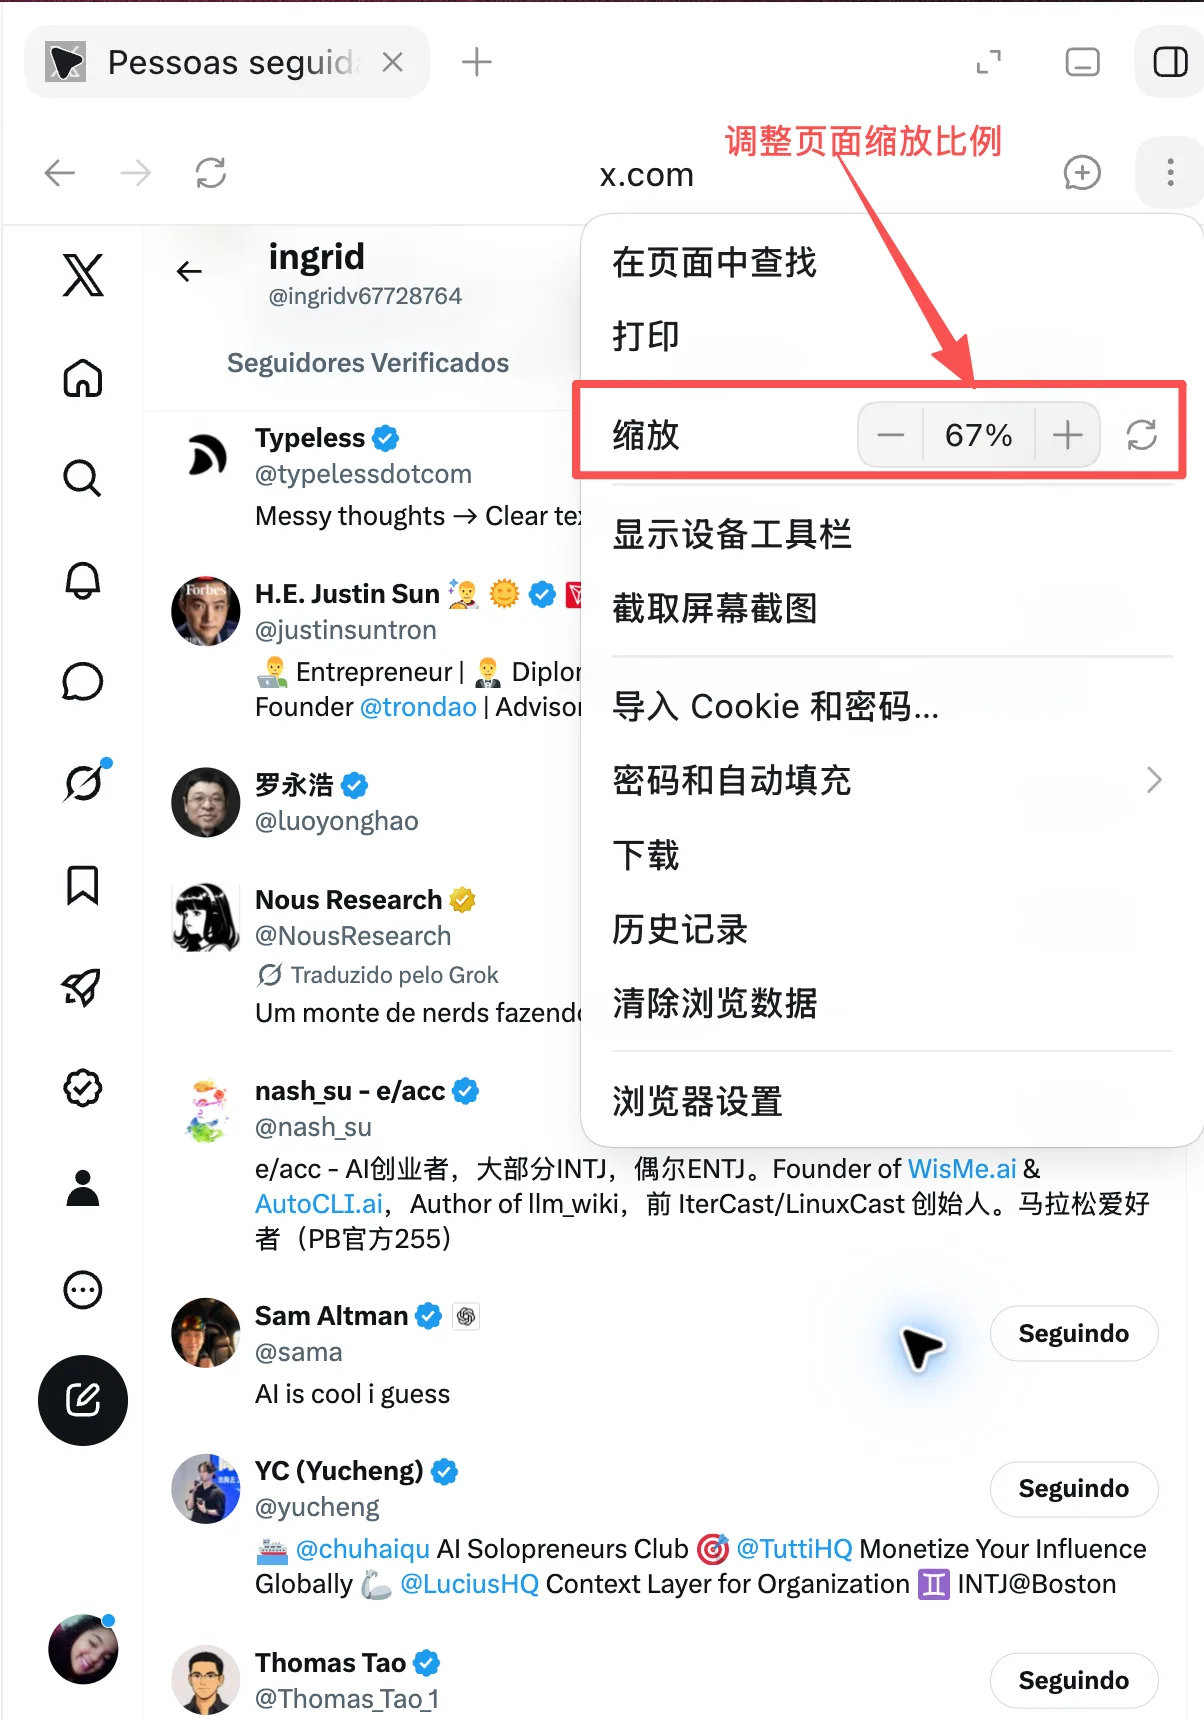 Pessoas seguida
调整页面缩放比例
x.com
ingrid
@ingridv67728764
Seguidores Verificados
在页面中查找
打印
缩放
67%
显示设备工具栏
截取屏幕截图
导入 Cookie 和密码...
密码和自动填充
下载
历史记录
清除浏览数据
浏览器设置
Typeless
@typelessdotcom
Messy thoughts → Clear te
Forbes
H.E. Justin Sun 👨‍🚀 🌞
@justinsuntron
👨‍💻 Entrepreneur | 🤵 Diplo
Founder @trondao | Adviso
罗永浩
@luoyonghao
Nous Research
@NousResearch
Traduzido pelo Grok
Um monte de nerds fazend
nash_su - e/acc
@nash_su
e/acc - AI创业者，大部分INTJ，偶尔ENTJ。Founder of WisMe.ai &
AutoCLI.ai，Author of llm_wiki，前 IterCast/LinuxCast 创始人。马拉松爱好
者（PB官方255）
Sam Altman
@sama
AI is cool i guess
Seguindo
YC (Yucheng)
@yucheng
Seguindo
🚢 @chuhaiqu AI Solopreneurs Club 🎯 @TuttiHQ Monetize Your Influence
Globally 🦾 @LuciusHQ Context Layer for Organization ♊ INTJ@Boston
Thomas Tao
@Thomas_Tao_1
Seguindo